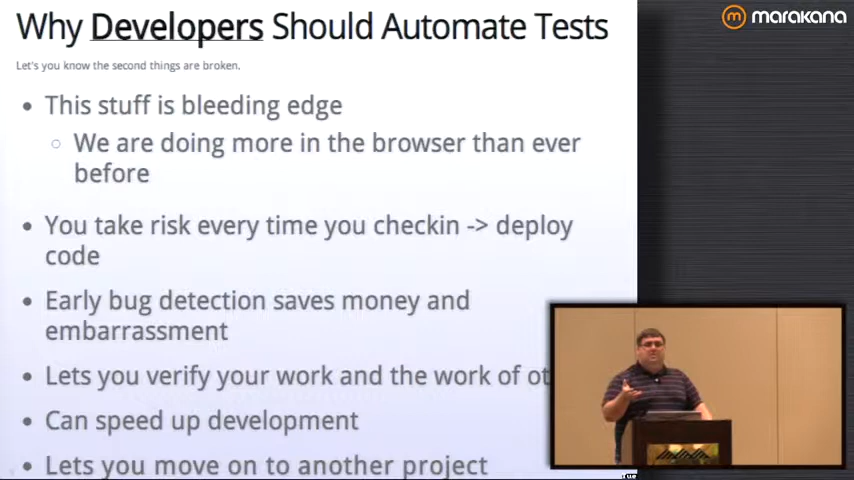 Why Developers Should Automate Tests
marakana
Let's you know the second things are broken.
This stuff is bleeding edge
We are doing more in the browser than ever
before
You take risk every time you checkin -> deploy
code
Early bug detection saves money and
embarrassment
Lets you verify your work and the work of
Can speed up development
Lets you move on to another project